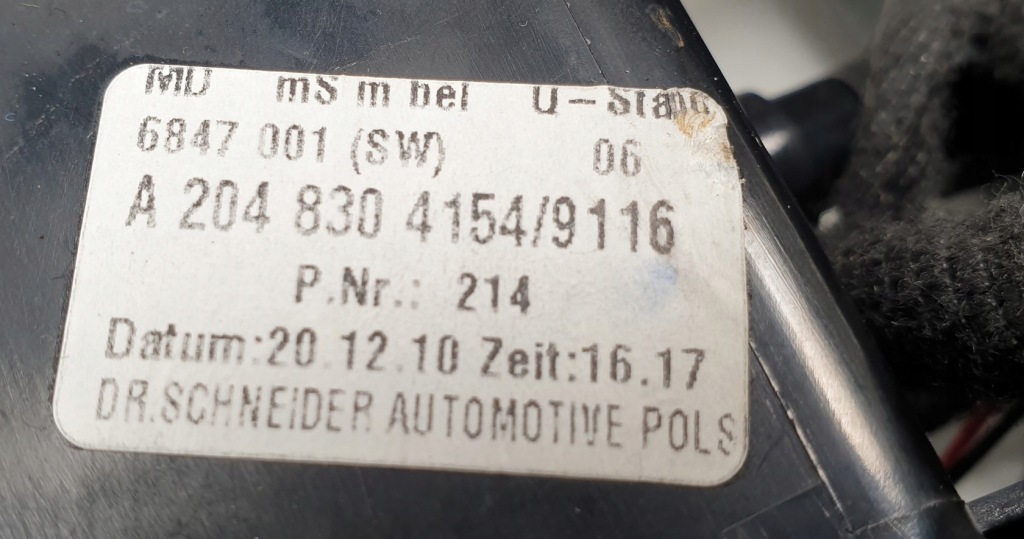 MD mS m bel U-Stand
6847 001 (SW) 06
A 204 830 4154/9116
P.Nr.: 214
Datum:20.12.10 Zeit:16.17
DR.SCHNEIDER AUTOMOTIVE POLS